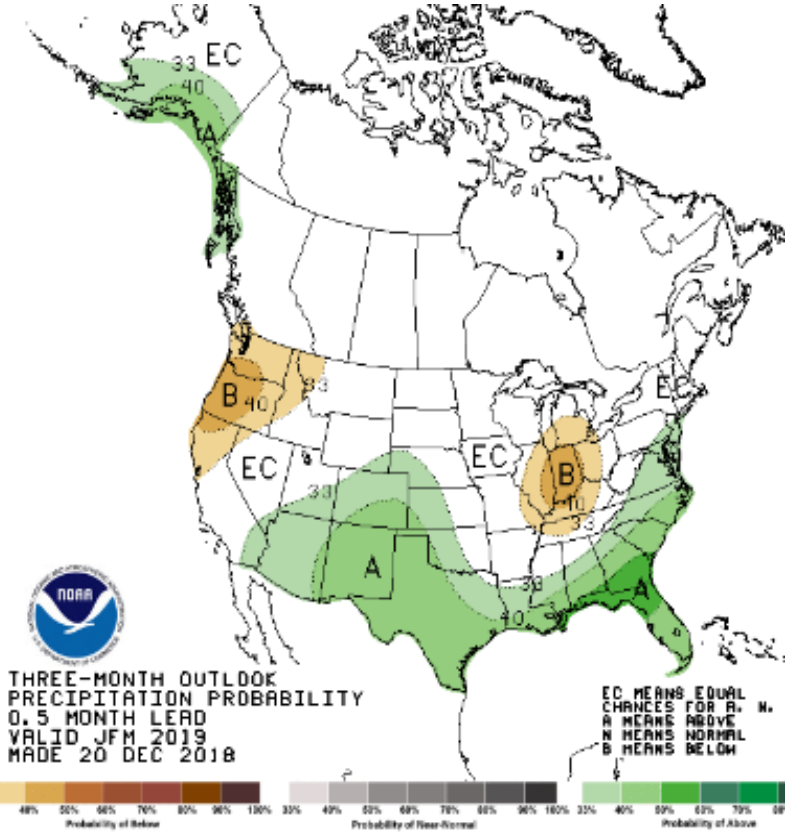 EC
33
40
A
B
40
33
EC
EC
EC
33
B
40
33
A
33
40
A
NOAA
THREE-MONTH OUTLOOK
PRECIPITATION PROBABILITY
0.5 MONTH LEAD
VALID JFM 2019
MADE 20 DEC 2018
EC MEANS EQUAL
CHANCES FOR A, N,
A MEANS ABOVE
N MEANS NORMAL
B MEANS BELOW
40% 50% 60% 70% 80% 90% 100%
33% 40% 50% 60% 70% 80% 90% 100%
33% 40% 50% 60% 70%
Probability of Below
Probability of Near-Normal
Probability of Above